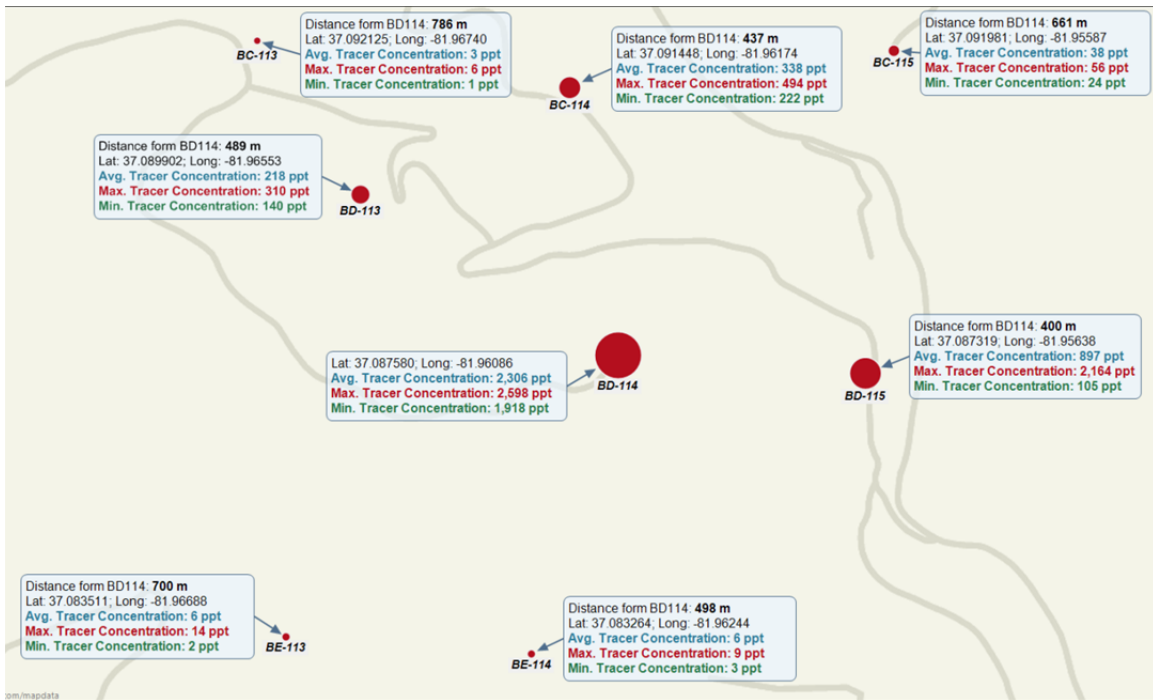 Distance form BD114: 786 m
Lat: 37.092125; Long: -81.96740
Avg. Tracer Concentration: 3 ppt
Max. Tracer Concentration: 6 ppt
Min. Tracer Concentration: 1 ppt
BC-113
Distance form BD114: 437 m
Lat: 37.091448; Long: -81.96174
Avg. Tracer Concentration: 338 ppt
Max. Tracer Concentration: 494 ppt
Min. Tracer Concentration: 222 ppt
BC-114
Distance form BD114: 661 m
Lat: 37.091981; Long: -81.95587
Avg. Tracer Concentration: 38 ppt
Max. Tracer Concentration: 56 ppt
Min. Tracer Concentration: 24 ppt
BC-115
Distance form BD114: 489 m
Lat: 37.089902; Long: -81.96553
Avg. Tracer Concentration: 218 ppt
Max. Tracer Concentration: 310 ppt
Min. Tracer Concentration: 140 ppt
BD-113
Lat: 37.087580; Long: -81.96086
Avg. Tracer Concentration: 2,306 ppt
Max. Tracer Concentration: 2,598 ppt
Min. Tracer Concentration: 1,918 ppt
BD-114
Distance form BD114: 400 m
Lat: 37.087319; Long: -81.95638
Avg. Tracer Concentration: 897 ppt
Max. Tracer Concentration: 2,164 ppt
Min. Tracer Concentration: 105 ppt
BD-115
Distance form BD114: 700 m
Lat: 37.083511; Long: -81.96688
Avg. Tracer Concentration: 6 ppt
Max. Tracer Concentration: 14 ppt
Min. Tracer Concentration: 2 ppt
BE-113
Distance form BD114: 498 m
Lat: 37.083264; Long: -81.96244
Avg. Tracer Concentration: 6 ppt
Max. Tracer Concentration: 9 ppt
Min. Tracer Concentration: 3 ppt
BE-114
om/mapdata